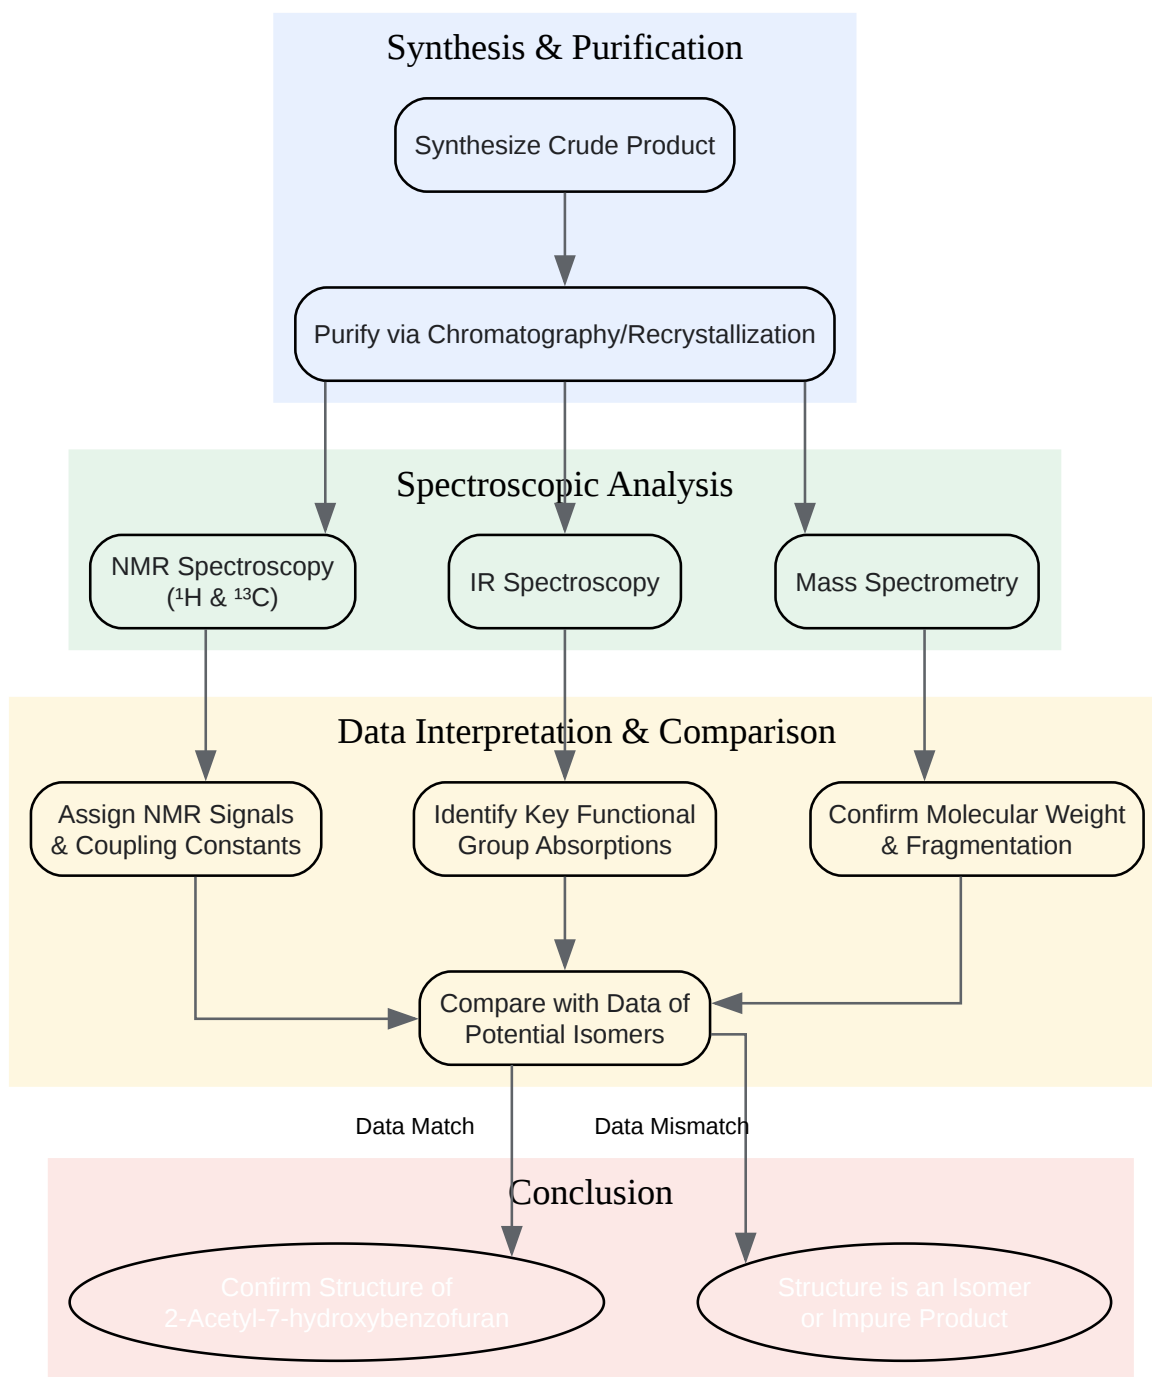 Synthesis & Purification
Synthesize Crude Product
Purify via Chromatography/Recrystallization
Spectroscopic Analysis
NMR Spectroscopy
(¹H & ¹³C)
IR Spectroscopy
Mass Spectrometry
Data Interpretation & Comparison
Assign NMR Signals
& Coupling Constants
Identify Key Functional
Group Absorptions
Confirm Molecular Weight
& Fragmentation
Compare with Data of
Potential Isomers
Data Match
Data Mismatch
Conclusion
Confirm Structure of
2-Acetyl-7-hydroxybenzofuran
Structure is an Isomer
or Impure Product